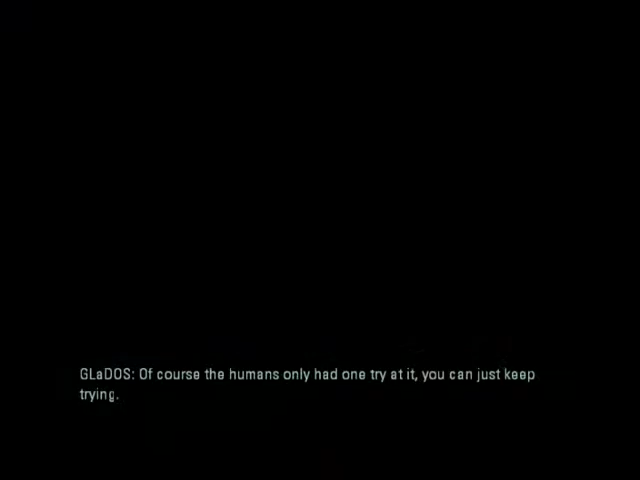 GLaDOS: Of course the humans only had one try at it, you can just keep
trying.